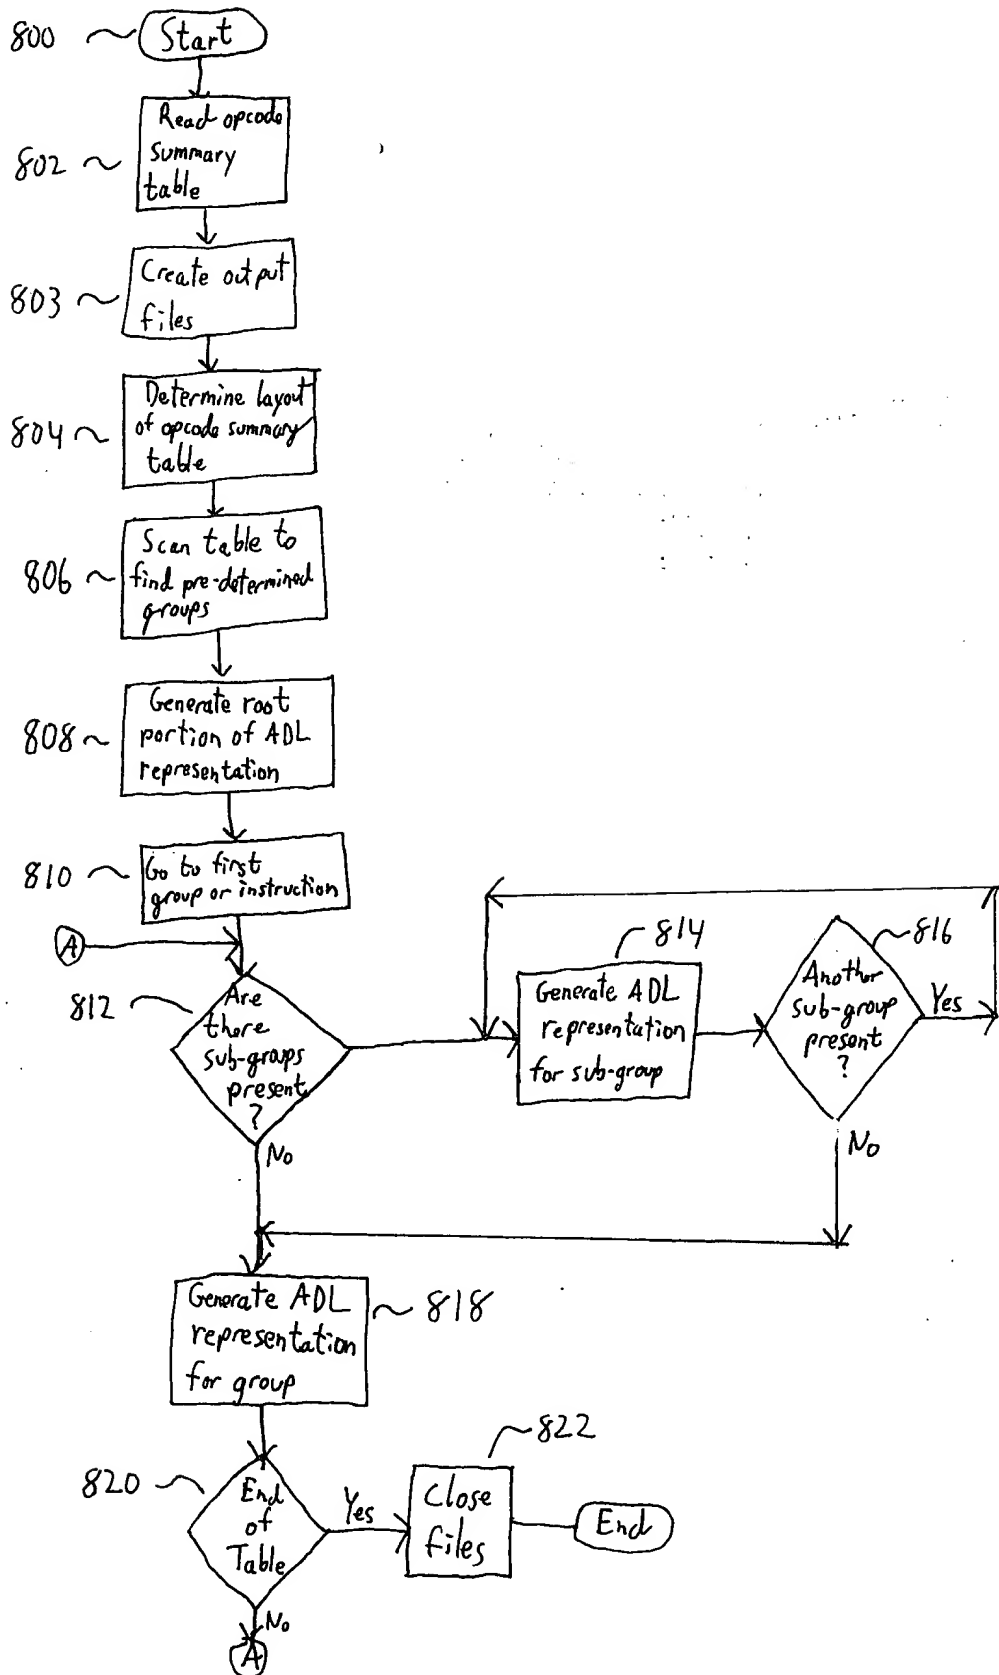 800
Start
802
Read opcode
summary
table
803
Create output
files
804
Determine layout
of opcode summary
table
806
Scan table to
find pre-determined
groups
808
Generate root
portion of ADL
representation
810
Go to first
group or instruction
A
812
Are
there
sub-groups
present
?
No
814
Generate ADL
representation
for sub-group
816
Another
sub-group
present
?
Yes
No
818
Generate ADL
representation
for group
820
End
of
Table
Yes
No
A
822
Close
files
End